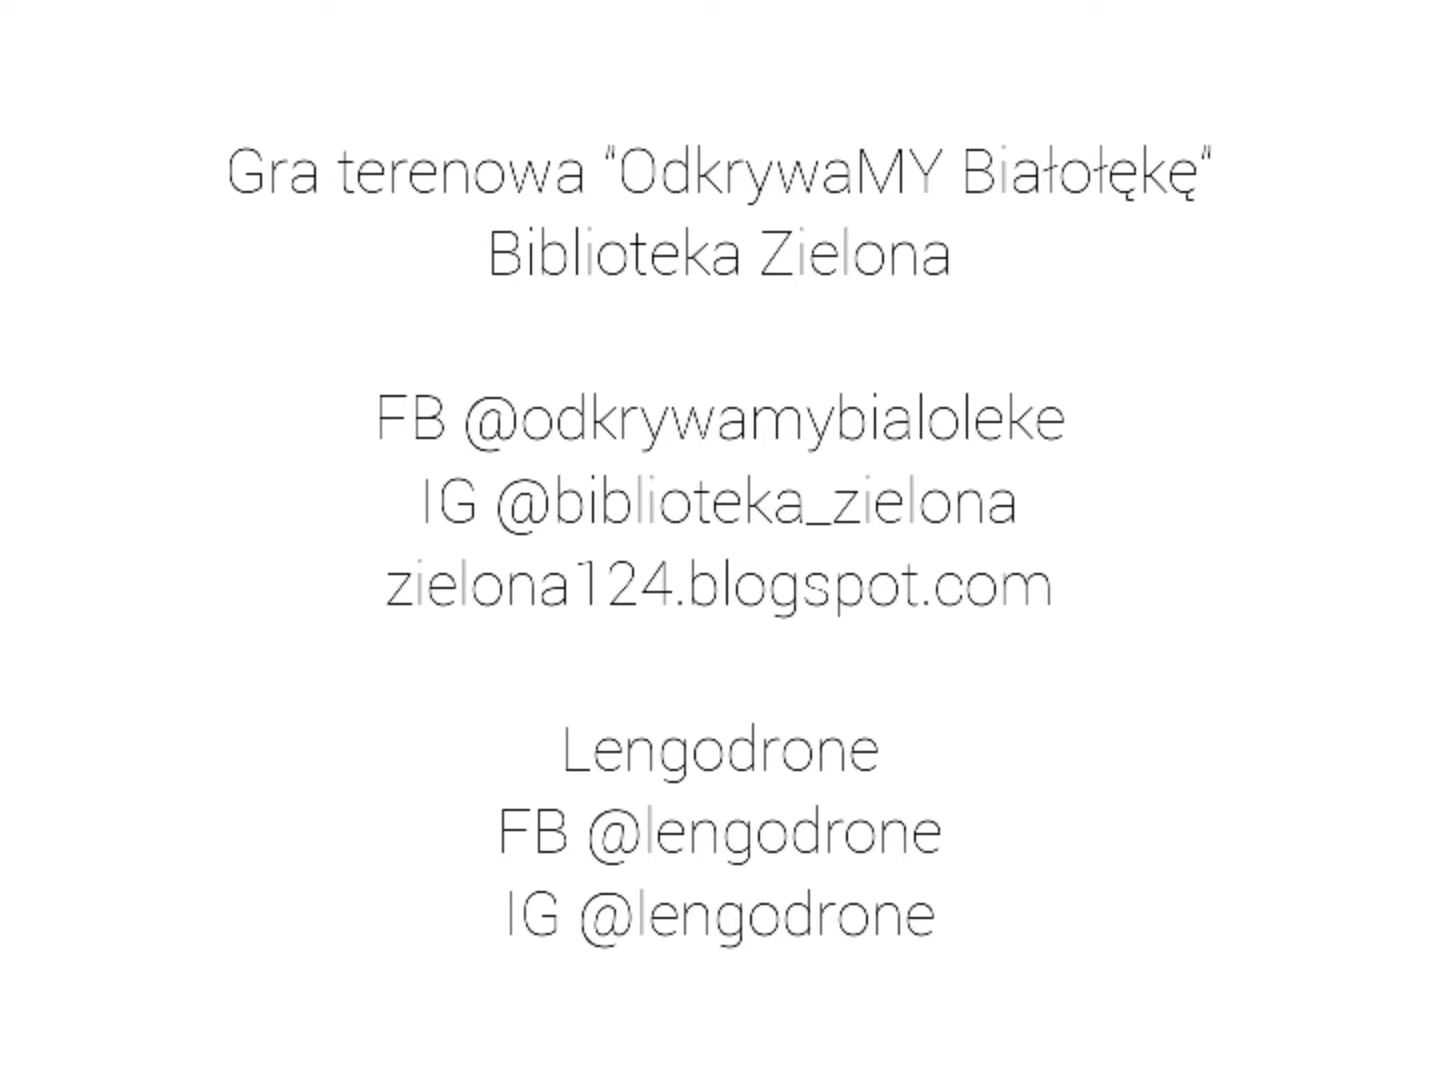 Gra terenowa “OdkrywaMY Białołękę“
Biblioteka Zielona
FB @odkrywamybialoleke
IG @biblioteka_zielona
zielona124.blogspot.com
Lengodrone
FB @lengodrone
IG @lengodrone